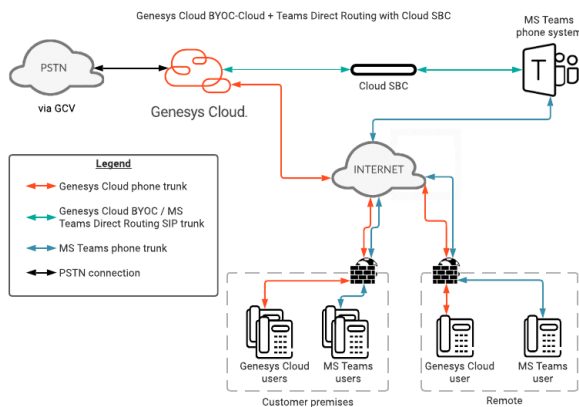 Genesys Cloud BYOC-Cloud + Teams Direct Routing with Cloud SBC
MS Teams
phone system
PSTN
via GCV
Genesys Cloud.
Cloud SBC
T
INTERNET
Legend
Genesys Cloud phone trunk
Genesys Cloud BYOC / MS
Teams Direct Routing SIP trunk
MS Teams phone trunk
PSTN connection
Genesys Cloud
users
MS Teams
users
Genesys Cloud
user
MS Teams
user
Customer premises
Remote